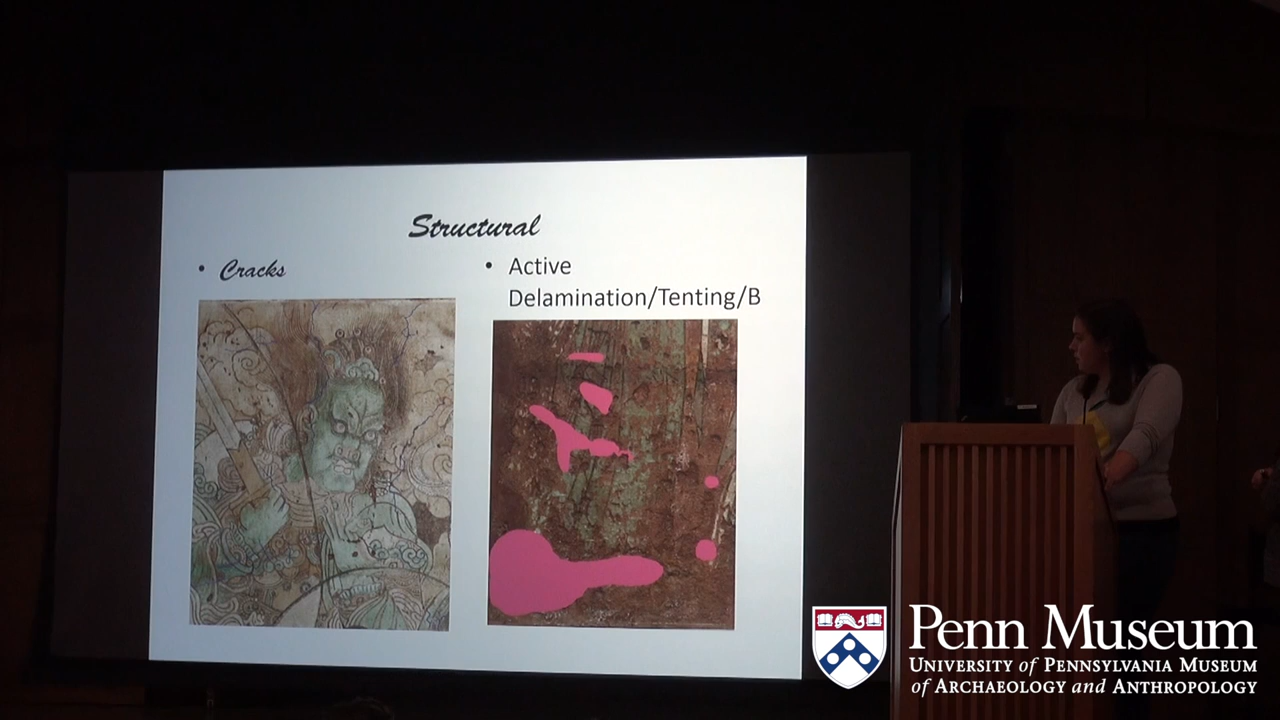 Structural
• Cracks
• Active
Delamination/Tenting/B
Penn Museum
UNIVERSITY of PENNSYLVANIA MUSEUM
of ARCHAEOLOGY and ANTHROPOLOGY